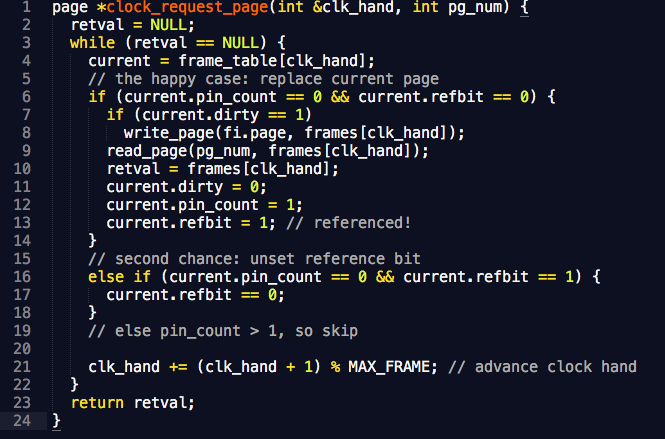 1 page *clock_request_page(int &clk_hand, int pg_num) {
2   retval = NULL;
3   while (retval == NULL) {
4     current = frame_table[clk_hand];
5     // the happy case: replace current page
6     if (current.pin_count == 0 && current.refbit == 0) {
7       if (current.dirty == 1)
8         write_page(fi.page, frames[clk_hand]);
9       read_page(pg_num, frames[clk_hand]);
10       retval = frames[clk_hand];
11       current.dirty = 0;
12       current.pin_count = 1;
13       current.refbit = 1; // referenced!
14     }
15     // second chance: unset reference bit
16     else if (current.pin_count == 0 && current.refbit == 1) {
17       current.refbit == 0;
18     }
19     // else pin_count > 1, so skip
20
21     clk_hand += (clk_hand + 1) % MAX_FRAME; // advance clock hand
22   }
23   return retval;
24 }